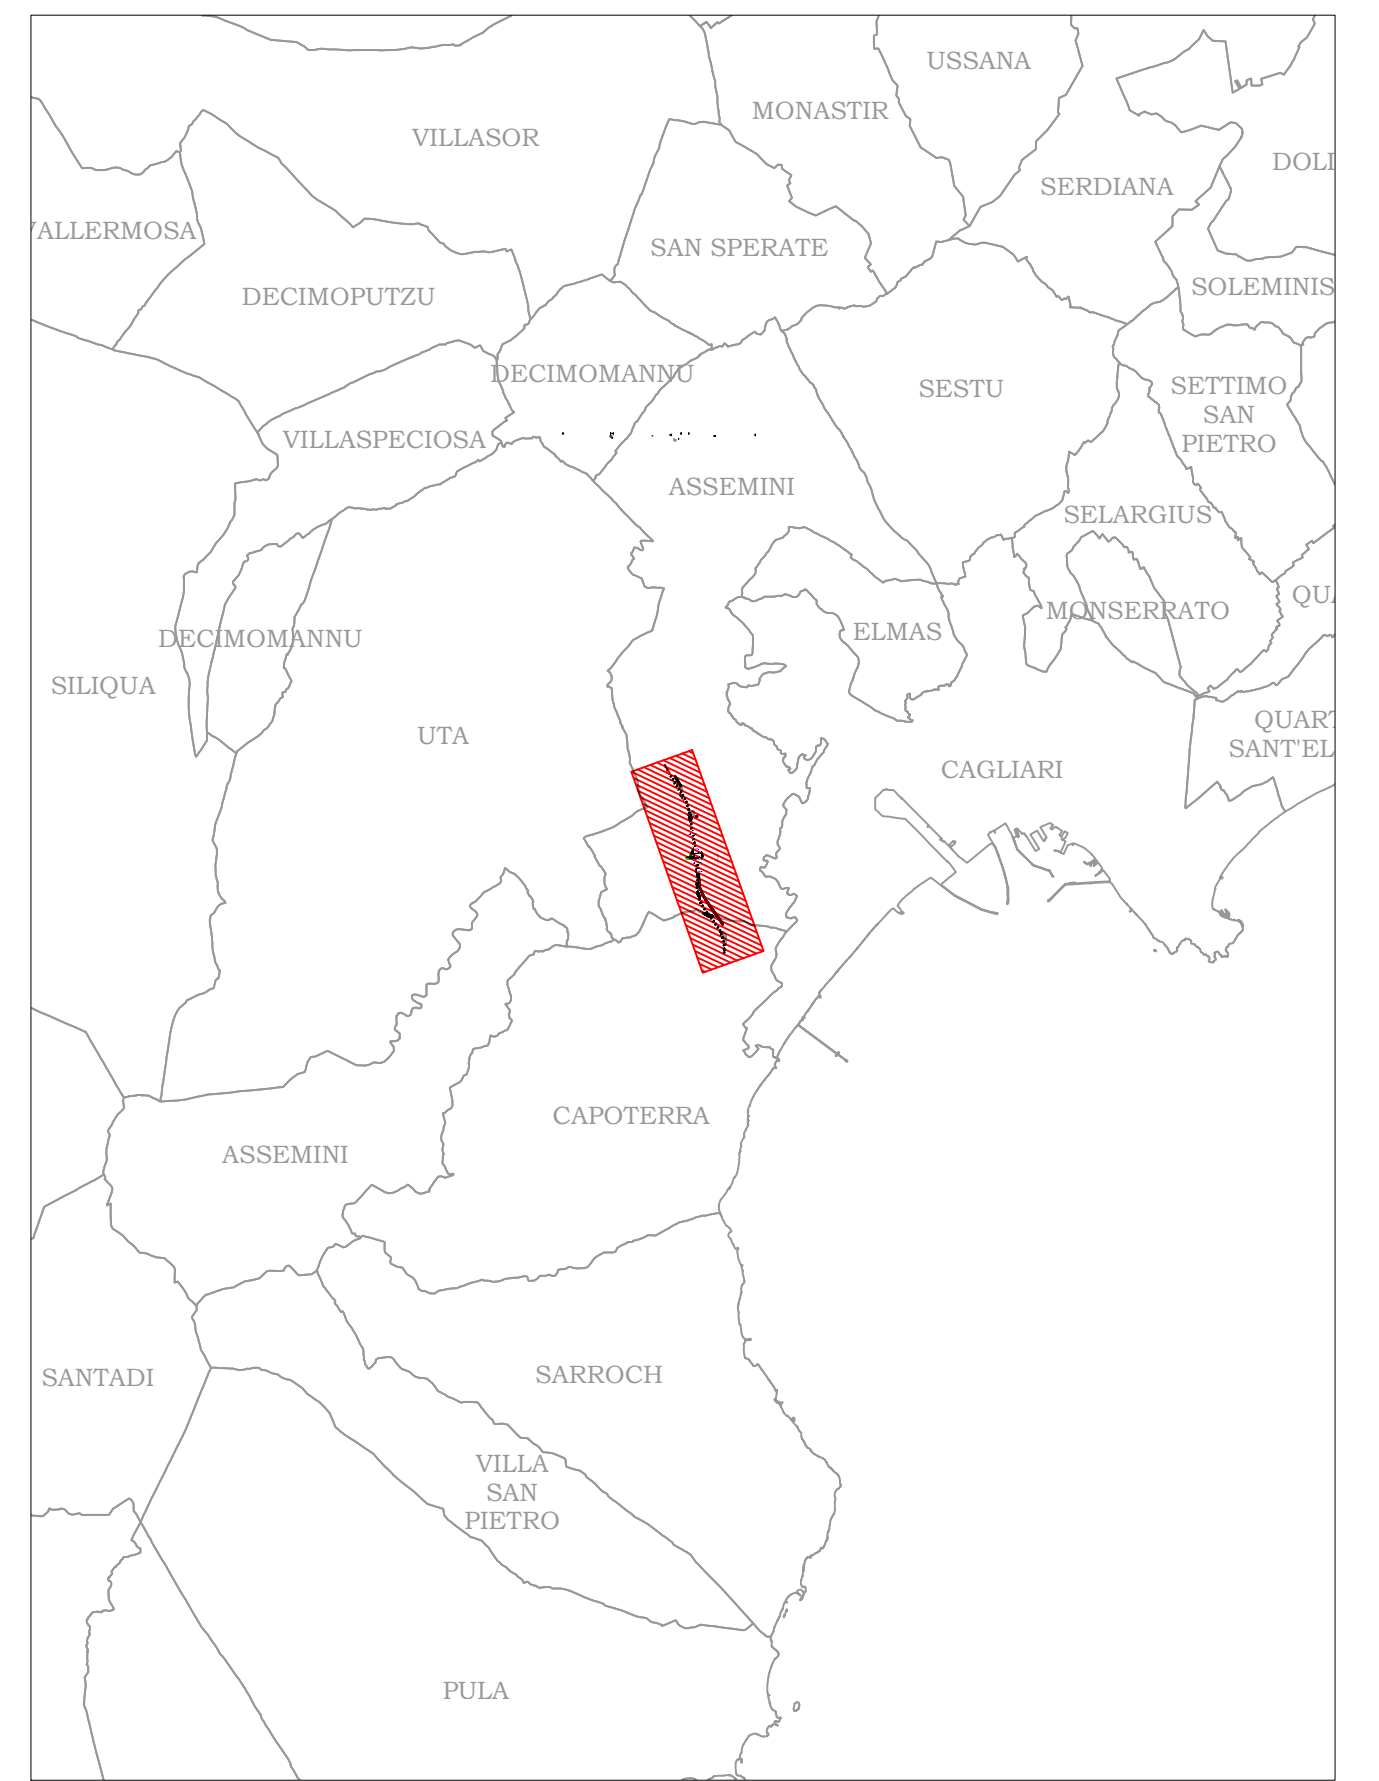 USSANA
MONASTIR
VILLASOR
DOLI
SERDIANA
VALLERMOSA
SAN SPERATE
SOLEMINIS
DECIMOPUTZU
DECIMOMANNU
SESTU
SETTIMO
SAN
PIETRO
VILLASPECIOSA
ASSEMINI
SELARGIUS
QUA
MONSERRATO
ELMAS
DECIMOMANNU
SILIQUA
UTA
QUART
SANT'EL
CAGLIARI
CAPOTERRA
ASSEMINI
SARROCH
SANTADI
VILLA
SAN
PIETRO
PULA